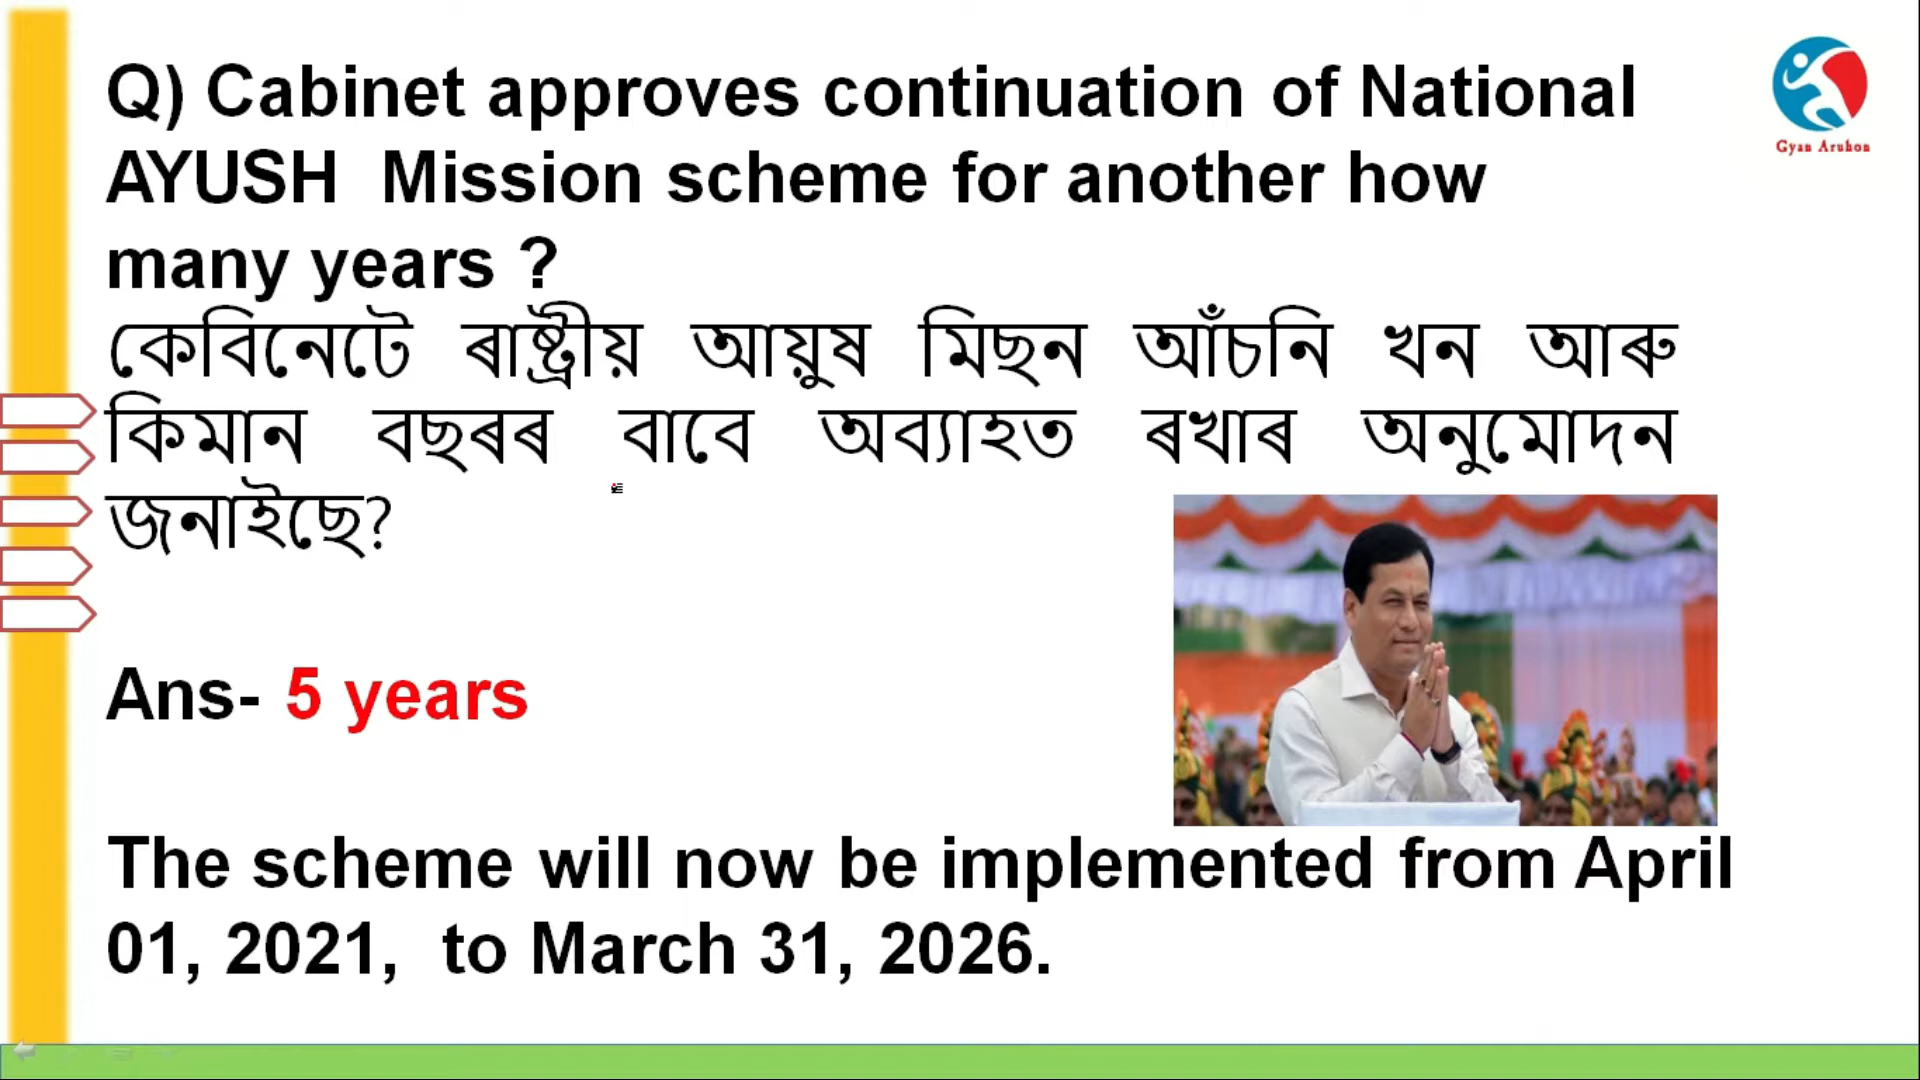 Q) Cabinet approves continuation of National
AYUSH Mission scheme for another how
many years ?
কেবিনেটে ৰাষ্ট্ৰীয় আয়ুষ মিছন আঁচনি খন আৰু
কিমান বছৰৰ বাবে অব্যাহত ৰখাৰ অনুমোদন
জনাইছে?
Ans- 5 years
The scheme will now be implemented from April
01, 2021, to March 31, 2026.
Gyan Aruhon